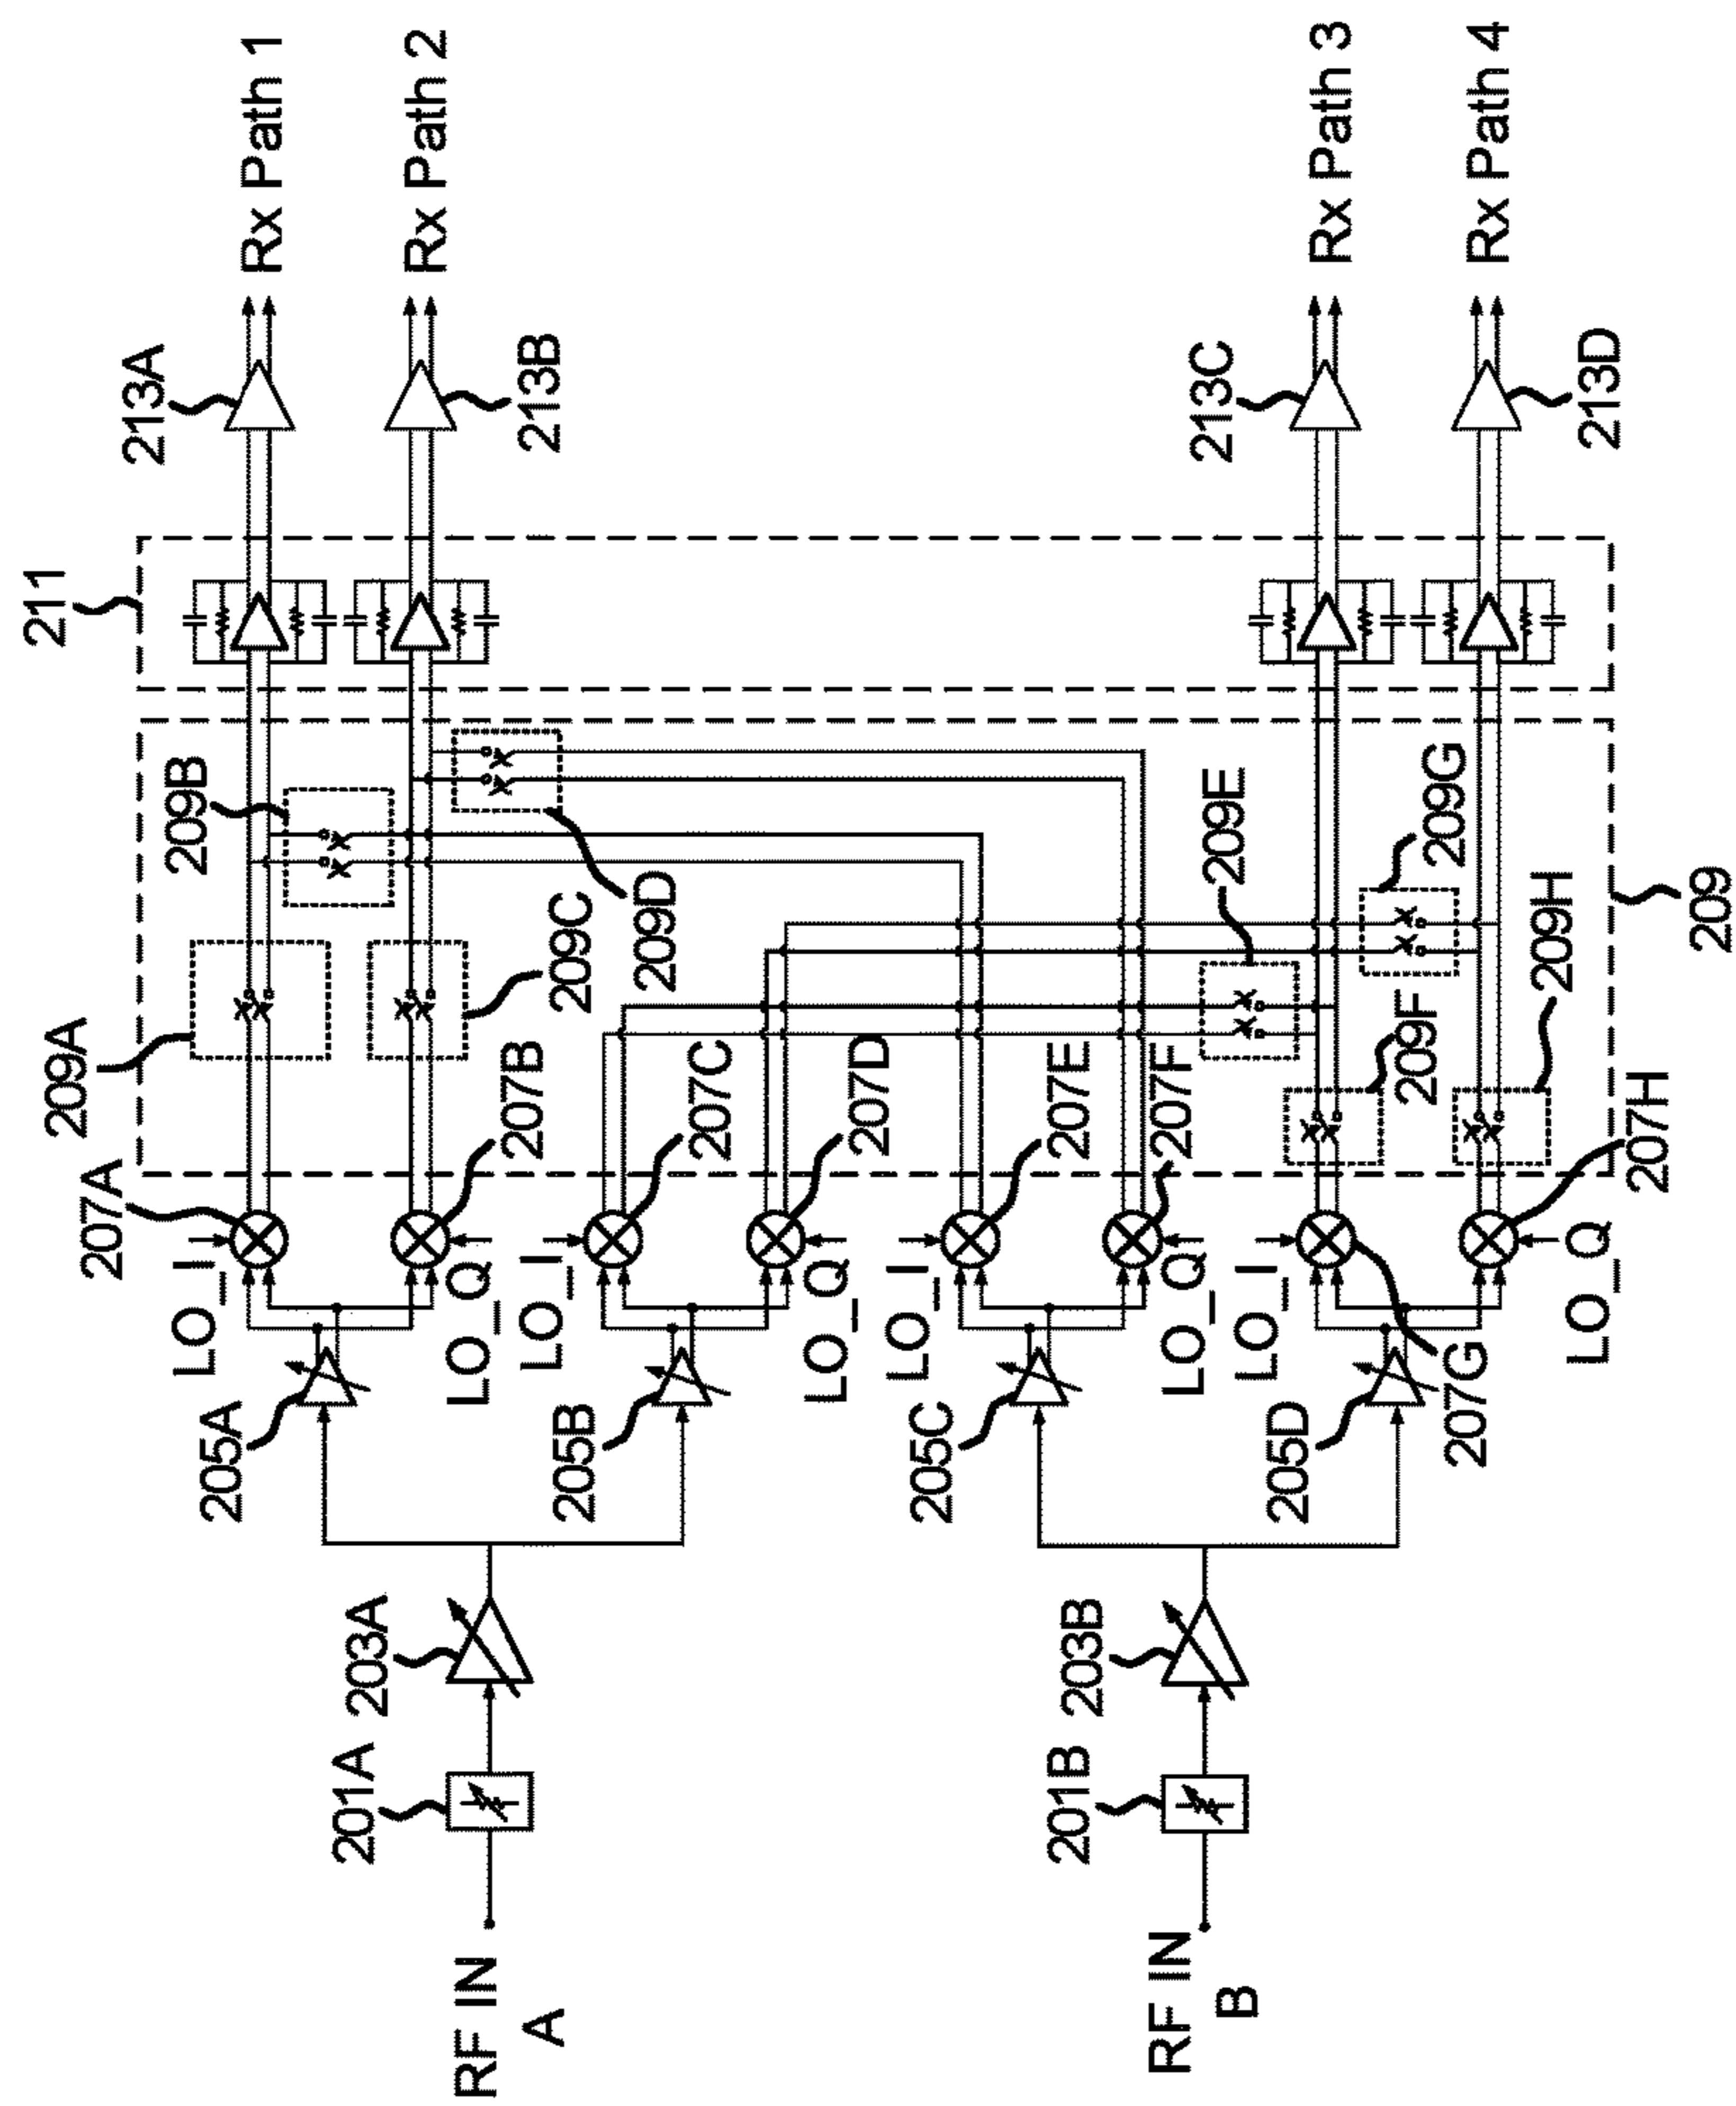 RF IN
A
201A
203A
205A
205B
LO_I
LO_Q
LO_I
LO_Q
207A
207B
207C
207D
209A
209B
209C
209D
211
213A
213B
Rx Path 1
Rx Path 2
RF IN
B
201B
203B
205C
205D
LO_I
LO_Q
LO_I
LO_Q
207E
207F
207G
207H
209E
209F
209G
209H
209
213C
213D
Rx Path 3
Rx Path 4